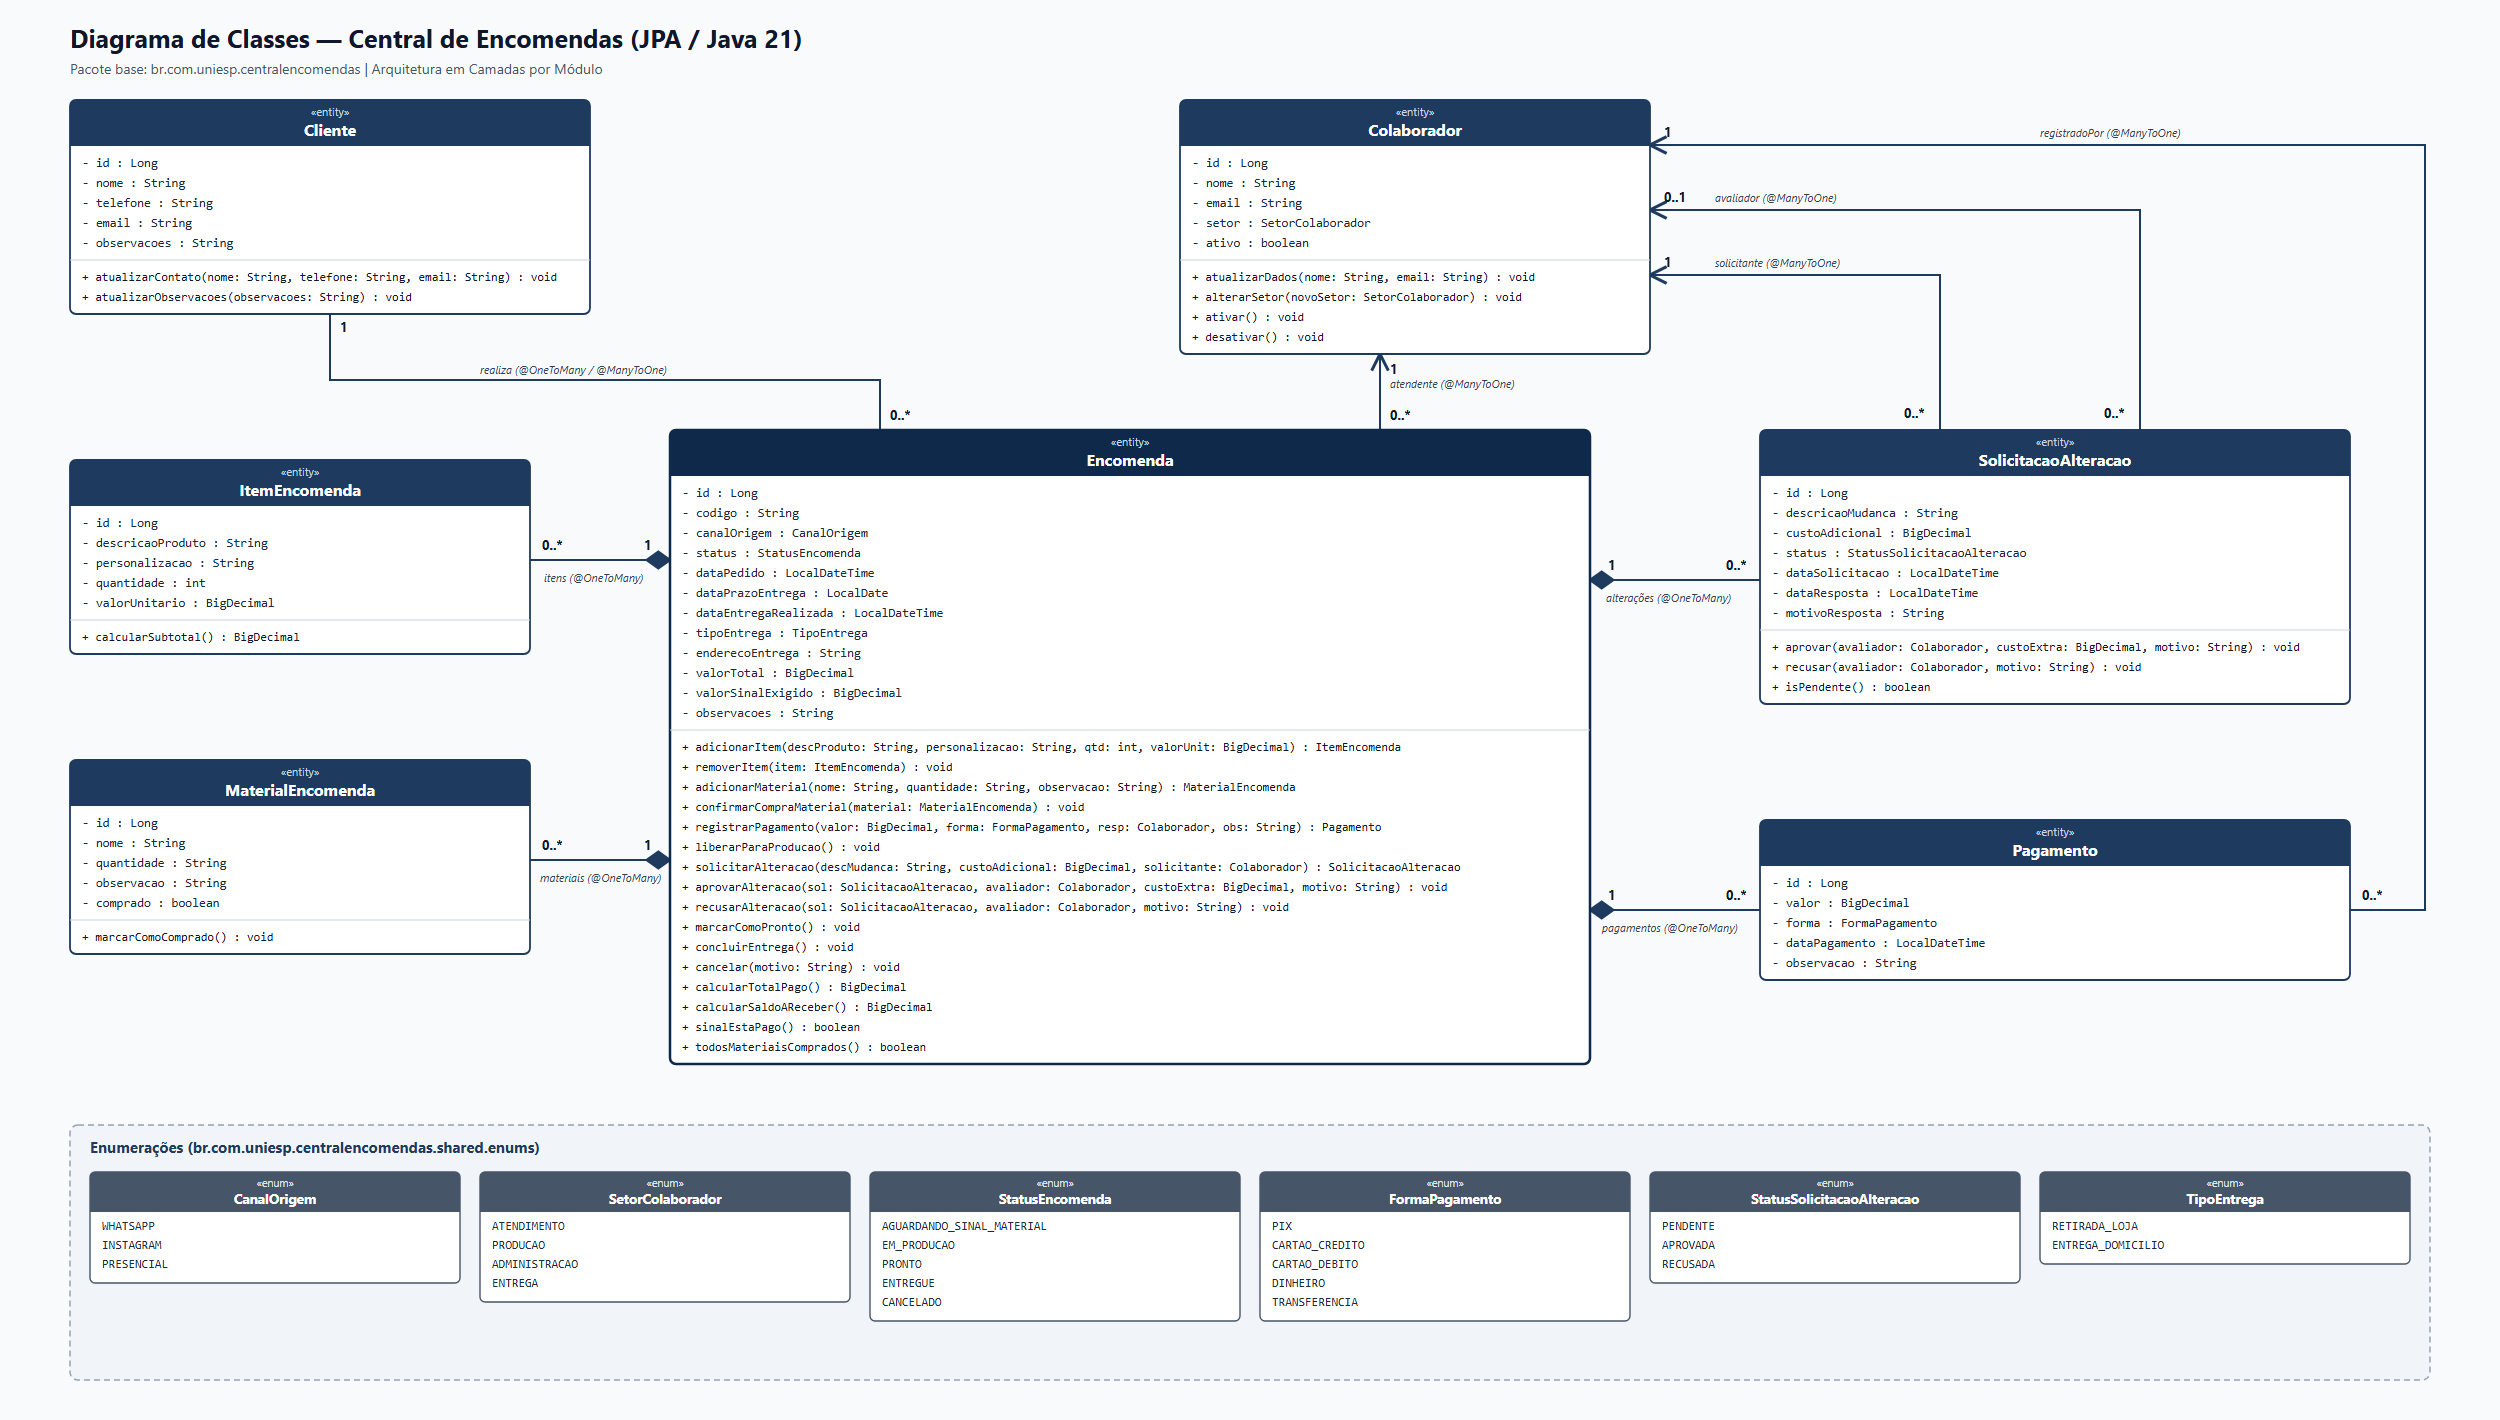 Diagrama de Classes — Central de Encomendas (JPA / Java 21)
Pacote base: br.com.uniesp.centralencomendas | Arquitetura em Camadas por Módulo
«entity»
Cliente
- id : Long
- nome : String
- telefone : String
- email : String
- observacoes : String
+ atualizarContato(nome: String, telefone: String, email: String) : void
+ atualizarObservacoes(observacoes: String) : void
1
realiza (@OneToMany / @ManyToOne)
0..*
«entity»
Colaborador
- id : Long
- nome : String
- email : String
- setor : SetorColaborador
- ativo : boolean
+ atualizarDados(nome: String, email: String) : void
+ alterarSetor(novoSetor: SetorColaborador) : void
+ ativar() : void
+ desativar() : void
1
registradoPor (@ManyToOne)
0..1
avaliador (@ManyToOne)
1
solicitante (@ManyToOne)
1
atendente (@ManyToOne)
0..*
0..*
0..*
«entity»
ItemEncomenda
- id : Long
- descricaoProduto : String
- personalizacao : String
- quantidade : int
- valorUnitario : BigDecimal
+ calcularSubtotal() : BigDecimal
0..*
1
itens (@OneToMany)
«entity»
MaterialEncomenda
- id : Long
- nome : String
- quantidade : String
- observacao : String
- comprado : boolean
+ marcarComoComprado() : void
0..*
1
materiais (@OneToMany)
«entity»
Encomenda
- id : Long
- codigo : String
- canalOrigem : CanalOrigem
- status : StatusEncomenda
- dataPedido : LocalDateTime
- dataPrazoEntrega : LocalDate
- dataEntregaRealizada : LocalDateTime
- tipoEntrega : TipoEntrega
- enderecoEntrega : String
- valorTotal : BigDecimal
- valorSinalExigido : BigDecimal
- observacoes : String
+ adicionarItem(descProduto: String, personalizacao: String, qtd: int, valorUnit: BigDecimal) : ItemEncomenda
+ removerItem(item: ItemEncomenda) : void
+ adicionarMaterial(nome: String, quantidade: String, observacao: String) : MaterialEncomenda
+ confirmarCompraMaterial(material: MaterialEncomenda) : void
+ registrarPagamento(valor: BigDecimal, forma: FormaPagamento, resp: Colaborador, obs: String) : Pagamento
+ liberarParaProducao() : void
+ solicitarAlteracao(descMudanca: String, custoAdicional: BigDecimal, solicitante: Colaborador) : SolicitacaoAlteracao
+ aprovarAlteracao(sol: SolicitacaoAlteracao, avaliador: Colaborador, custoExtra: BigDecimal, motivo: String) : void
+ recusarAlteracao(sol: SolicitacaoAlteracao, avaliador: Colaborador, motivo: String) : void
+ marcarComoPronto() : void
+ concluirEntrega() : void
+ cancelar(motivo: String) : void
+ calcularTotalPago() : BigDecimal
+ calcularSaldoAReceber() : BigDecimal
+ sinalEstaPago() : boolean
+ todosMateriaisComprados() : boolean
1
0..*
alterações (@OneToMany)
«entity»
SolicitacaoAlteracao
- id : Long
- descricaoMudanca : String
- custoAdicional : BigDecimal
- status : StatusSolicitacaoAlteracao
- dataSolicitacao : LocalDateTime
- dataResposta : LocalDateTime
- motivoResposta : String
+ aprovar(avaliador: Colaborador, custoExtra: BigDecimal, motivo: String) : void
+ recusar(avaliador: Colaborador, motivo: String) : void
+ isPendente() : boolean
1
0..*
pagamentos (@OneToMany)
«entity»
Pagamento
- id : Long
- valor : BigDecimal
- forma : FormaPagamento
- dataPagamento : LocalDateTime
- observacao : String
0..*
Enumerações (br.com.uniesp.centralencomendas.shared.enums)
«enum»
CanalOrigem
WHATSAPP
INSTAGRAM
PRESENCIAL
«enum»
SetorColaborador
ATENDIMENTO
PRODUCAO
ADMINISTRACAO
ENTREGA
«enum»
StatusEncomenda
AGUARDANDO_SINAL_MATERIAL
EM_PRODUCAO
PRONTO
ENTREGUE
CANCELADO
«enum»
FormaPagamento
PIX
CARTAO_CREDITO
CARTAO_DEBITO
DINHEIRO
TRANSFERENCIA
«enum»
StatusSolicitacaoAlteracao
PENDENTE
APROVADA
RECUSADA
«enum»
TipoEntrega
RETIRADA_LOJA
ENTREGA_DOMICILIO